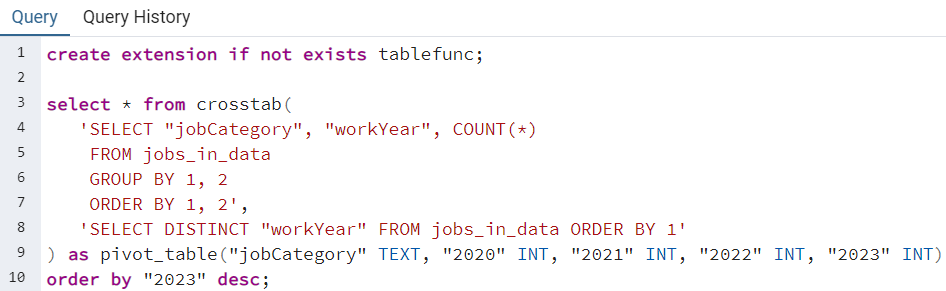 Query Query History
1 create extension if not exists tablefunc;
2
3 select * from crosstab(
4 'SELECT "jobCategory", "workYear", COUNT(*)
5 FROM jobs_in_data
6 GROUP BY 1, 2
7 ORDER BY 1, 2',
8 'SELECT DISTINCT "workYear" FROM jobs_in_data ORDER BY 1'
9 ) as pivot_table("jobCategory" TEXT, "2020" INT, "2021" INT, "2022" INT, "2023" INT)
10 order by "2023" desc;